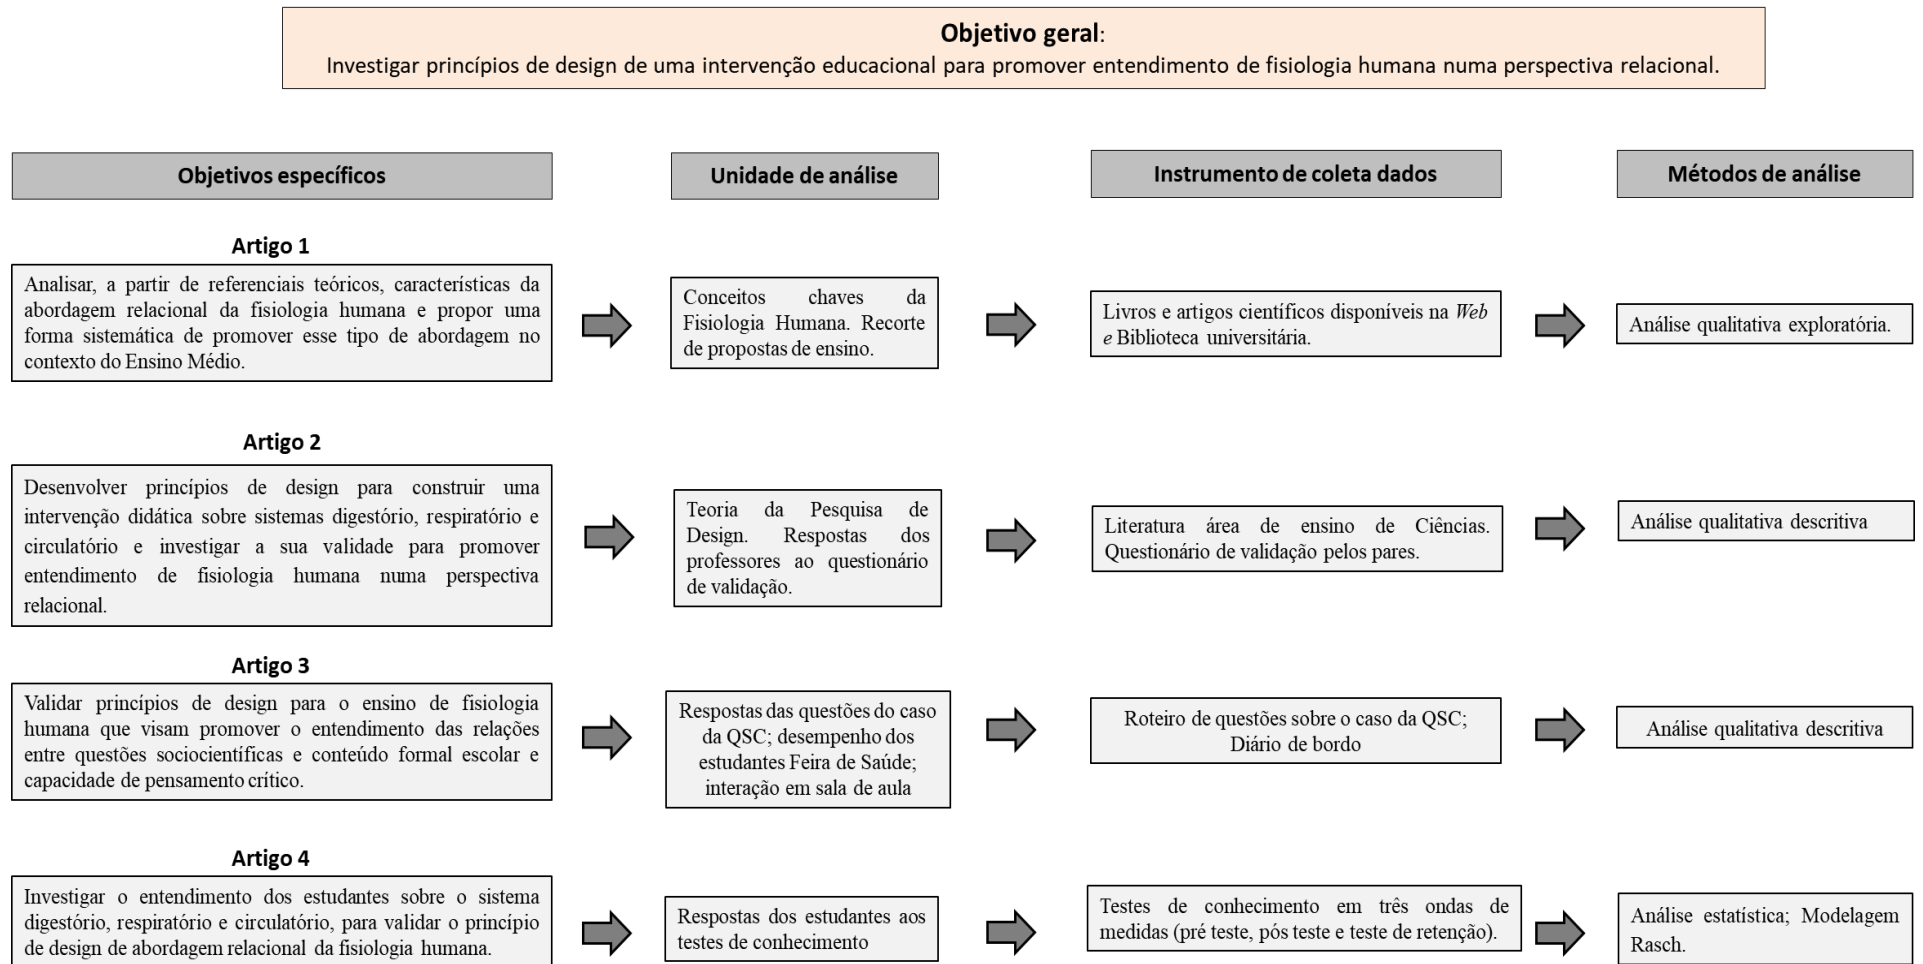 Objetivo geral:
Investigar princípios de design de uma intervenção educacional para promover entendimento de fisiologia humana numa perspectiva relacional.
Objetivos específicos
Unidade de análise
Instrumento de coleta dados
Métodos de análise
Artigo 1
Analisar, a partir de referenciais teóricos, características da
abordagem relacional da fisiologia humana e propor uma
forma sistemática de promover esse tipo de abordagem no
contexto do Ensino Médio.
Conceitos chaves da
Fisiologia Humana. Recorte
de propostas de ensino.
Livros e artigos científicos disponíveis na Web
e Biblioteca universitária.
Análise qualitativa exploratória.
Artigo 2
Desenvolver princípios de design para construir uma
intervenção didática sobre sistemas digestório, respiratório e
circulatório e investigar a sua validade para promover
entendimento de fisiologia humana numa perspectiva
relacional.
Teoria da Pesquisa de
Design. Respostas dos
professores ao questionário
de validação.
Literatura área de ensino de Ciências.
Questionário de validação pelos pares.
Análise qualitativa descritiva
Artigo 3
Validar princípios de design para o ensino de fisiologia
humana que visam promover o entendimento das relações
entre questões sociocientíficas e conteúdo formal escolar e
capacidade de pensamento crítico.
Respostas das questões do caso
da QSC; desempenho dos
estudantes Feira de Saúde;
interação em sala de aula
Roteiro de questões sobre o caso da QSC;
Diário de bordo
Análise qualitativa descritiva
Artigo 4
Investigar o entendimento dos estudantes sobre o sistema
digestório, respiratório e circulatório, para validar o princípio
de design de abordagem relacional da fisiologia humana.
Respostas dos estudantes aos
testes de conhecimento
Testes de conhecimento em três ondas de
medidas (pré teste, pós teste e teste de retenção).
Análise estatística; Modelagem
Rasch.